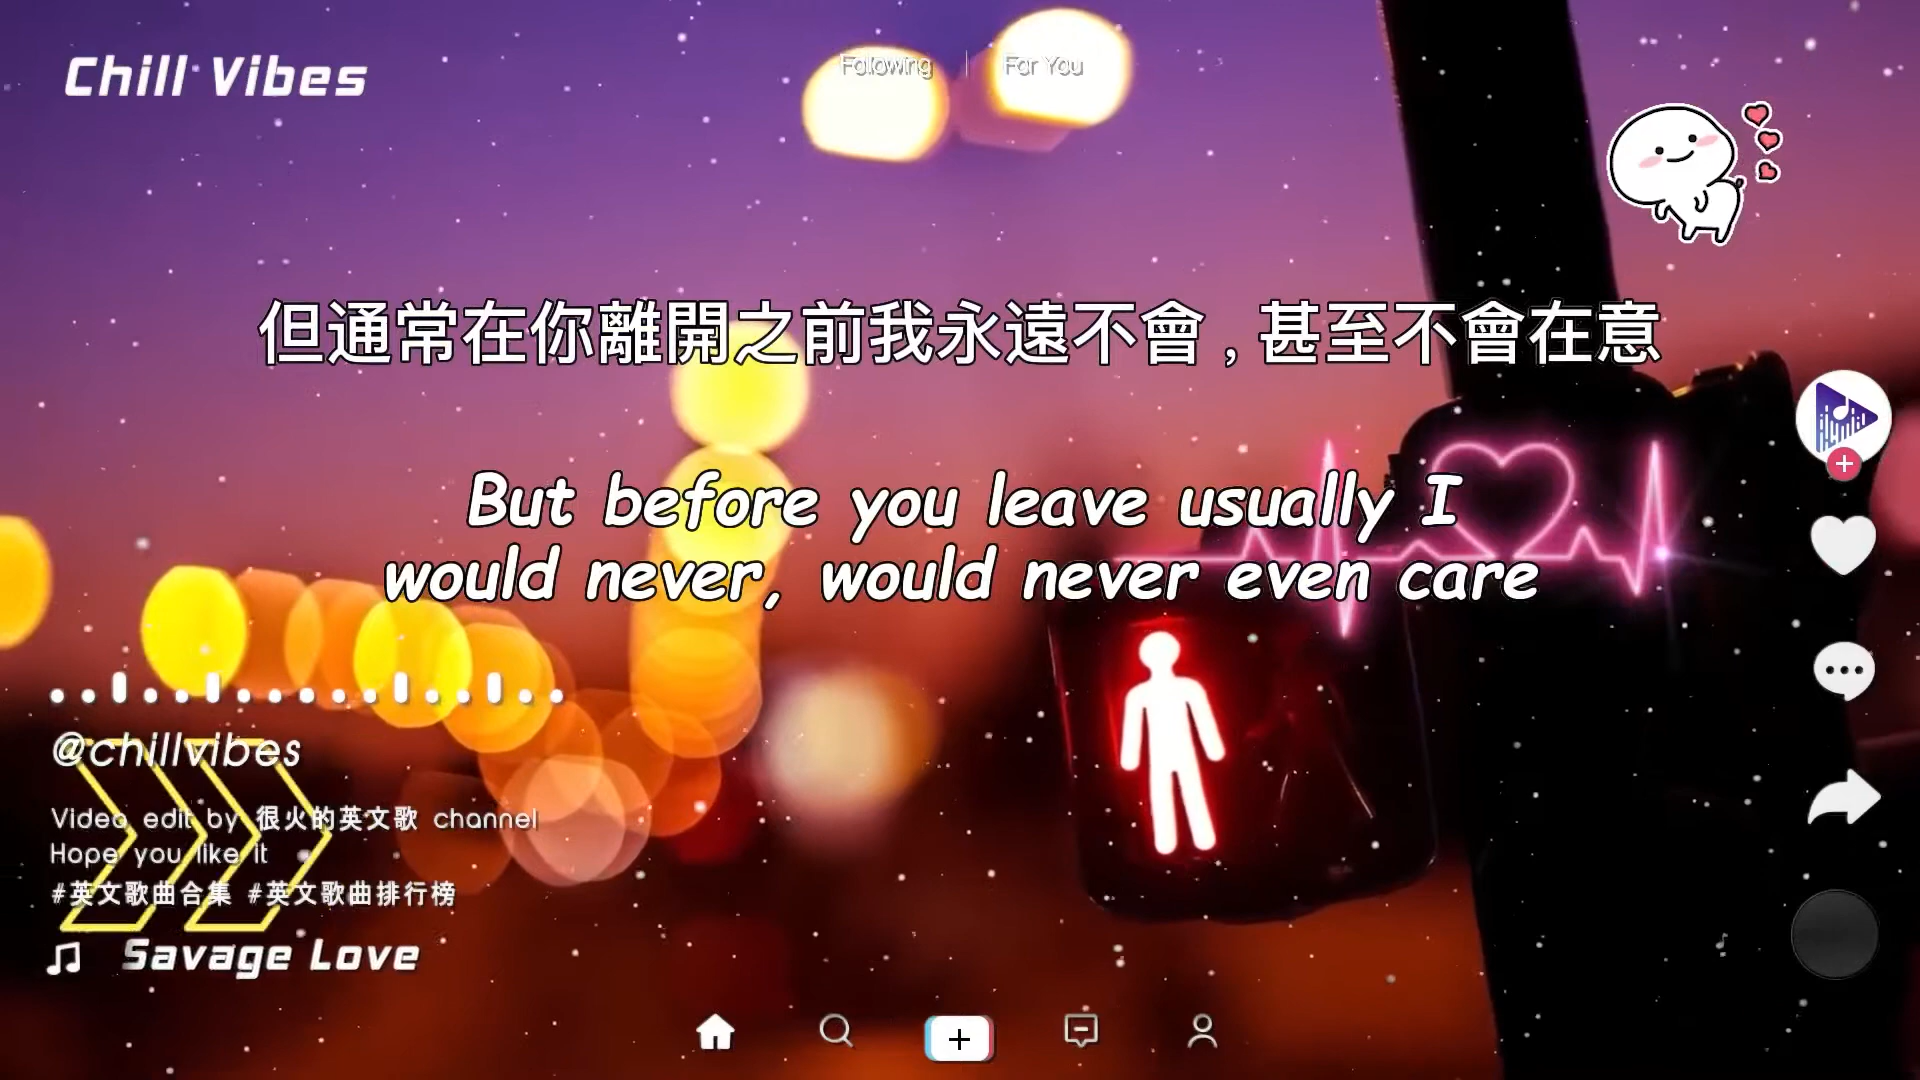 Chill Vibes
Following | For You
但通常在你離開之前我永遠不會,甚至不會在意
But before you leave usually I
would never, would never even care
@chillvibes
Video edit by 很火的英文歌 channel
Hope you like it
#英文歌曲合集 #英文歌曲排行榜
Savage Love